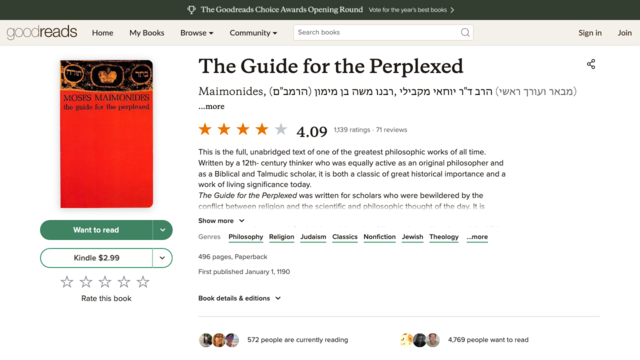 The Goodreads Choice Awards Opening Round Vote for the year's best books
goodreads Home My Books Browse Community Search books Sign in Join
The Guide for the Perplexed
Maimonides, רבנו משה בן מימון (הרמב"ם), הרב ד"ר יוחאי מקבילי (מבאר ועורך ראשי)
...more
4.09 1,139 ratings · 71 reviews
MOSES MAIMONIDES
the guide for the perplexed
This is the full, unabridged text of one of the greatest philosophic works of all time.
Written by a 12th- century thinker who was equally active as an original philosopher and
as a Biblical and Talmudic scholar, it is both a classic of great historical importance and a
work of living significance today.
The Guide for the Perplexed was written for scholars who were bewildered by the
conflict between religion and the scientific and philosophic thought of the day. It is
Show more
Want to read
Kindle $2.99
Rate this book
Genres Philosophy Religion Judaism Classics Nonfiction Jewish Theology ...more
496 pages, Paperback
First published January 1, 1190
Book details & editions
572 people are currently reading
4,769 people want to read